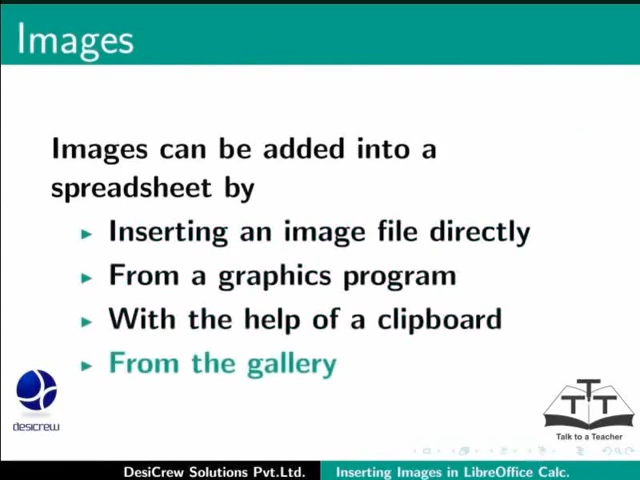 Images
Images can be added into a
spreadsheet by
Inserting an image file directly
From a graphics program
With the help of a clipboard
From the gallery
desicrew
TTT
Talk to a Teacher
DesiCrew Solutions Pvt.Ltd. Inserting Images in LibreOffice Calc.